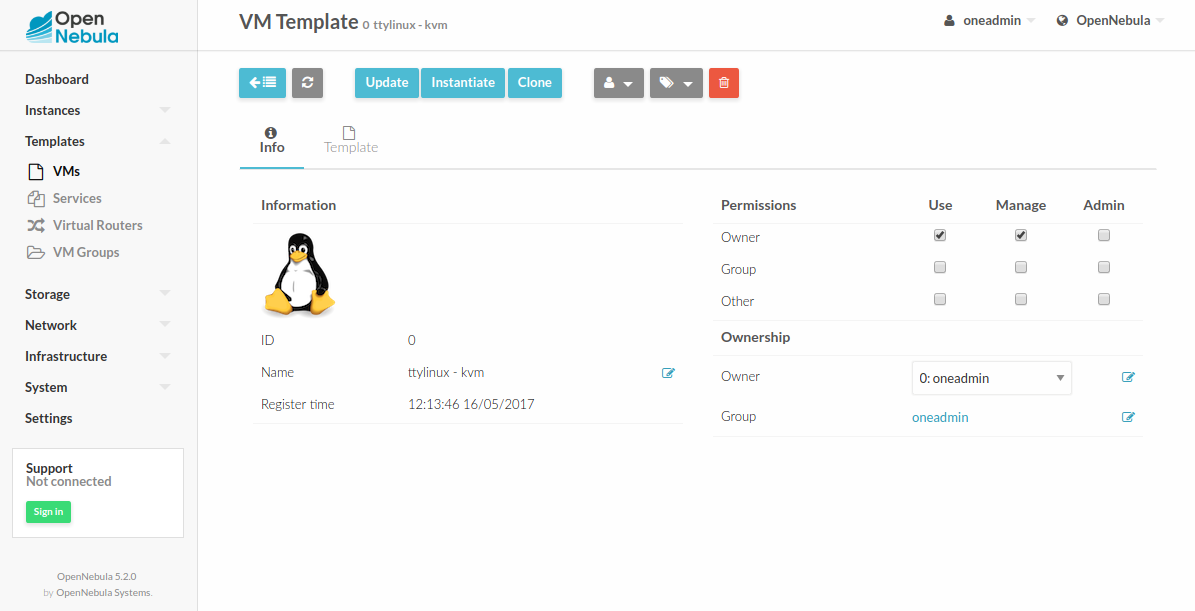 Open
Nebula
VM Template 0 ttylinux - kvm
oneadmin
OpenNebula
Dashboard
Instances
Templates
VMs
Services
Virtual Routers
VM Groups
Storage
Network
Infrastructure
System
Settings
Support
Not connected
Sign in
OpenNebula 5.2.0
by OpenNebula Systems.
Update Instantiate Clone
Info Template
Information
ID 0
Name ttylinux - kvm
Register time 12:13:46 16/05/2017
Permissions Use Manage Admin
Owner
Group
Other
Ownership
Owner 0: oneadmin
Group oneadmin